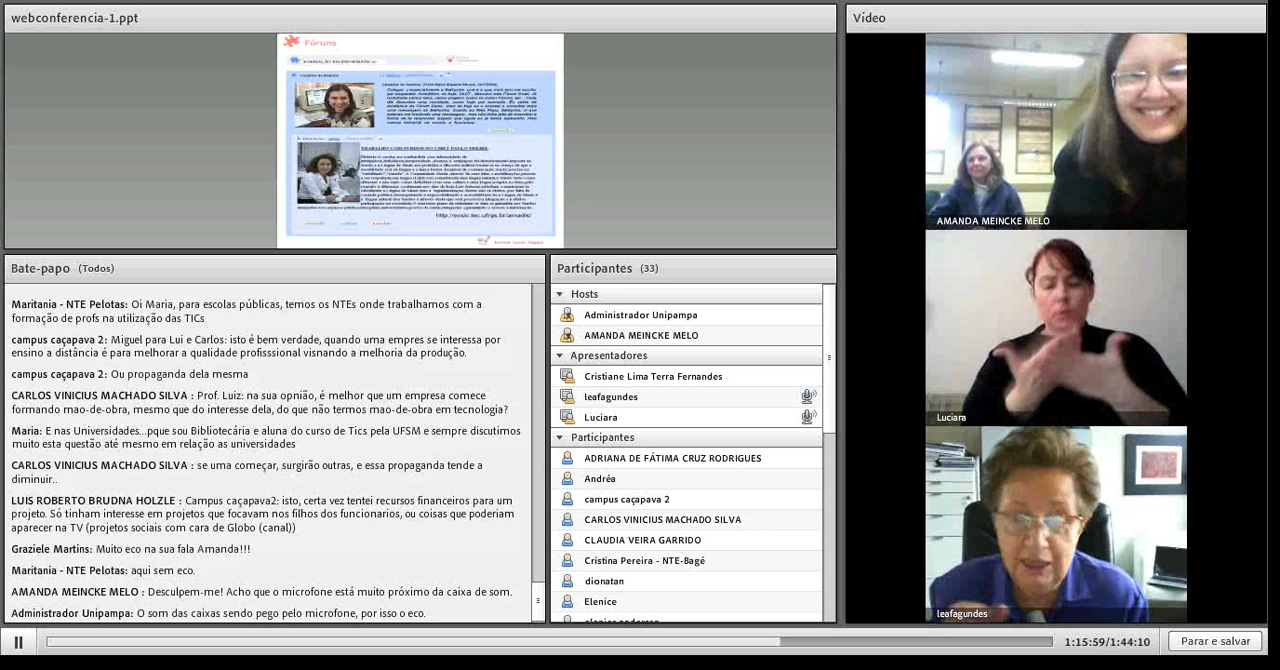 webconferencia-1.ppt
Fóruns
http://eosic.lec.ufrgs.br/amadis/
Bate-papo (Todos)
Maritania - NTE Pelotas: Oi Maria, para escolas públicas, temos os NTEs onde trabalhamos com a
formação de profs na utilização das TICs
campus caçapava 2: Miguel para Lui e Carlos: isto é bem verdade, quando uma empres se interessa por
ensino a distância é para melhorar a qualidade profisssional visnando a melhoria da produção.
campus caçapava 2: Ou propaganda dela mesma
CARLOS VINICIUS MACHADO SILVA : Prof. Luiz: na sua opnião, é melhor que um empresa comece
formando mao-de-obra, mesmo que do interesse dela, do que não termos mao-de-obra em tecnologia?
Maria: E nas Universidades...pque sou Bibliotecária e aluna do curso de Tics pela UFSM e sempre discutimos
muito esta questão até mesmo em relação as universidades
CARLOS VINICIUS MACHADO SILVA : se uma começar, surgirão outras, e essa propaganda tende a
diminuir..
LUIS ROBERTO BRUDNA HOLZLE : Campus caçapava2: isto, certa vez tentei recursos financeiros para um
projeto. Só tinham interesse em projetos que focavam nos filhos dos funcionarios, ou coisas que poderiam
aparecer na TV (projetos sociais com cara de Globo (canal))
Graziele Martins: Muito eco na sua fala Amanda!!!
Maritania - NTE Pelotas: aqui sem eco.
AMANDA MEINCKE MELO : Desculpem-me! Acho que o microfone está muito próximo da caixa de som.
Administrador Unipampa: O som das caixas sendo pego pelo microfone, por isso o eco.
Participantes (33)
Hosts
Administrador Unipampa
AMANDA MEINCKE MELO
Apresentadores
Cristiane Lima Terra Fernandes
leafagundes
Luciara
Participantes
ADRIANA DE FÁTIMA CRUZ RODRIGUES
Andréa
campus caçapava 2
CARLOS VINICIUS MACHADO SILVA
CLAUDIA VEIRA GARRIDO
Cristina Pereira - NTE-Bagé
dionatan
Elenice
Vídeo
AMANDA MEINCKE MELO
Luciara
leafagundes
1:15:59/1:44:10
Parar e salvar